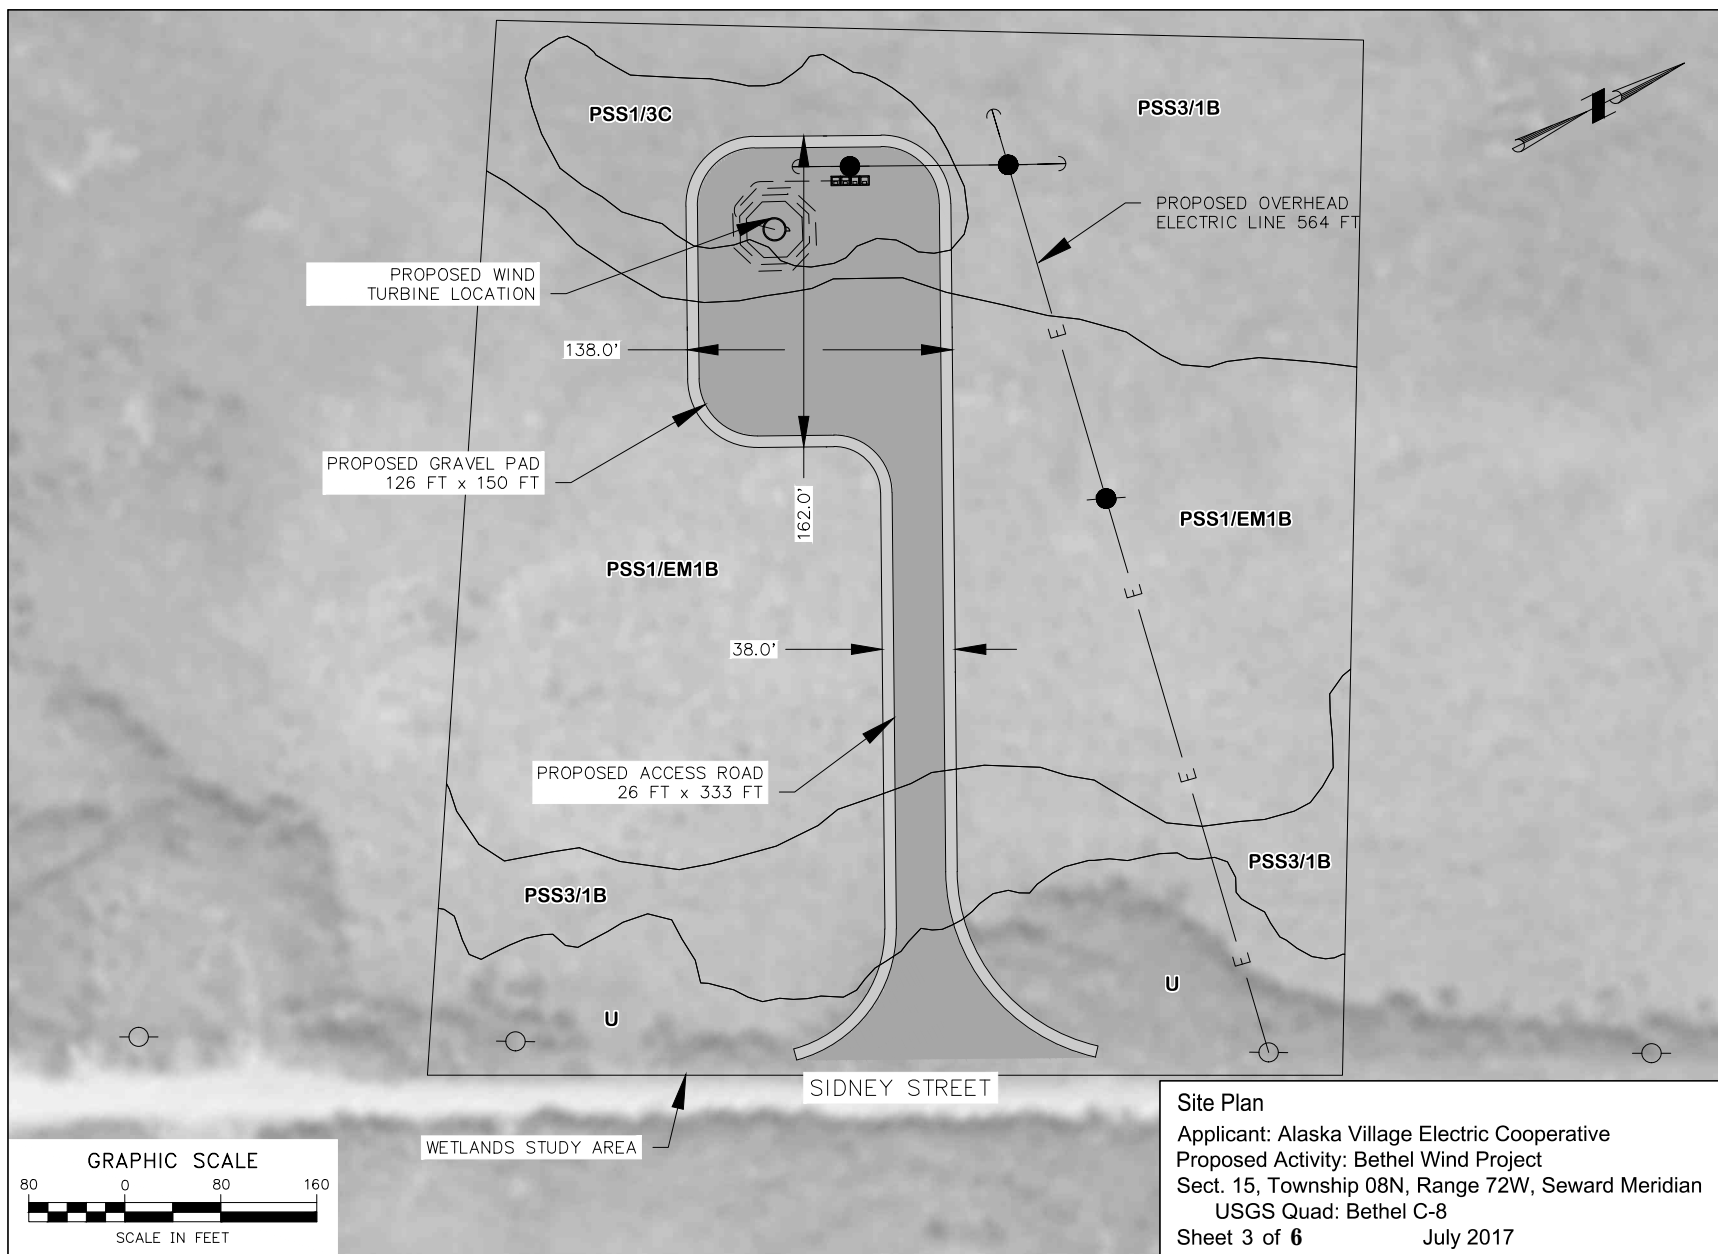 PSS1/3C
PSS3/1B
PROPOSED OVERHEAD
ELECTRIC LINE 564 FT
PROPOSED WIND
TURBINE LOCATION
E
138.0'
PROPOSED GRAVEL PAD
126 FT x 150 FT
162.0'
PSS1/EM1B
PSS1/EM1B
E
38.0'
PROPOSED ACCESS ROAD
26 FT x 333 FT
E
PSS3/1B
PSS3/1B
E
U
U
SIDNEY STREET
WETLANDS STUDY AREA
GRAPHIC SCALE
80 0 80 160
SCALE IN FEET
Site Plan
Applicant: Alaska Village Electric Cooperative
Proposed Activity: Bethel Wind Project
Sect. 15, Township 08N, Range 72W, Seward Meridian
USGS Quad: Bethel C-8
Sheet 3 of 6 July 2017